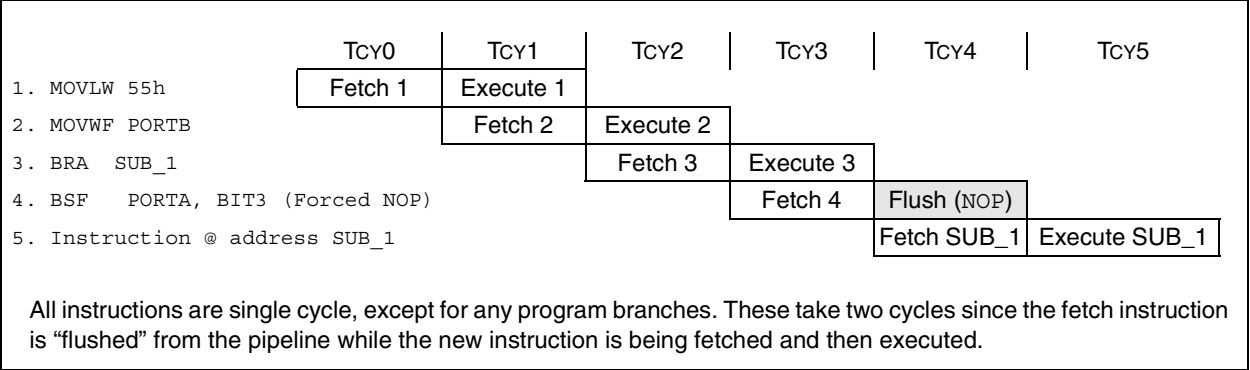 TCY0 TCY1 TCY2 TCY3 TCY4 TCY5
1. MOVLW 55h Fetch 1 Execute 1
2. MOVWF PORTB Fetch 2 Execute 2
3. BRA SUB_1 Fetch 3 Execute 3
4. BSF PORTA, BIT3 (Forced NOP) Fetch 4 Flush (NOP)
5. Instruction @ address SUB_1 Fetch SUB_1 Execute SUB_1
All instructions are single cycle, except for any program branches. These take two cycles since the fetch instruction
is “flushed” from the pipeline while the new instruction is being fetched and then executed.